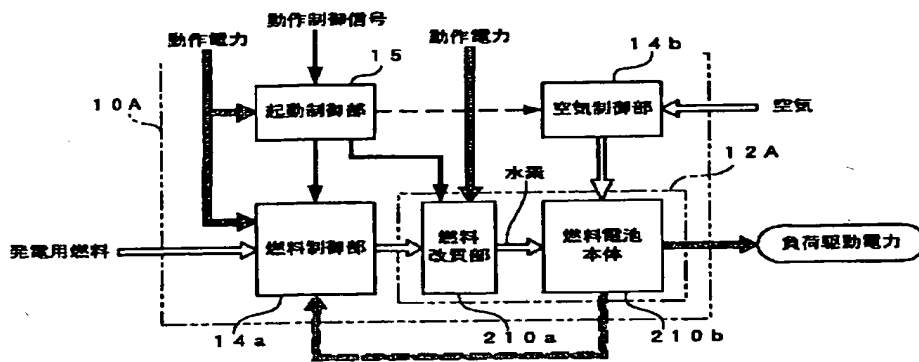 動作制御信号
動作電力
動作電力
15
14b
10A
起動制御部
空気制御部
空気
12A
水素
発電用燃料
燃料制御部
燃料
改質部
燃料電池
本体
負荷駆動電力
14a
210a
210b